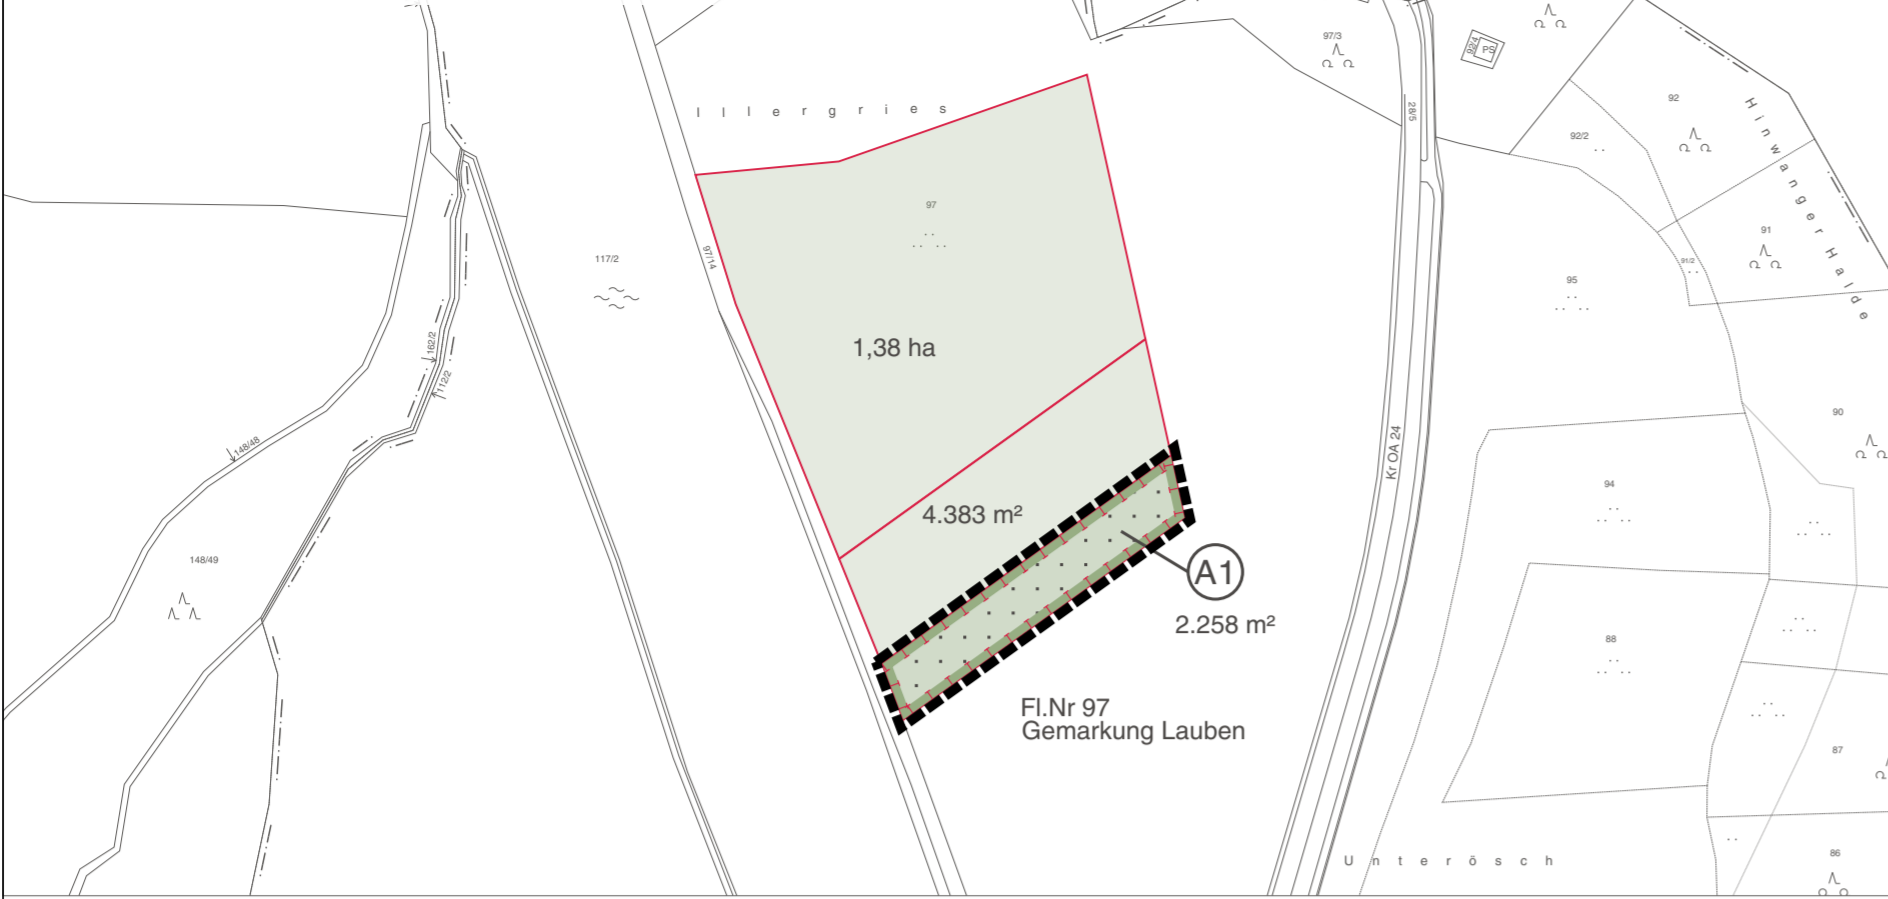 97/3
92/4
PS
I l l e r g r i e s
28/5
92
92/2
H i n w a n g e r H a l d e
97
91
117/2
97/14
91/2
95
162/2
1,38 ha
112/2
90
148/48
Kr OA 24
94
4.383 m²
148/49
A1
2.258 m²
88
Fl.Nr 97
Gemarkung Lauben
87
U n t e r ö s c h
86